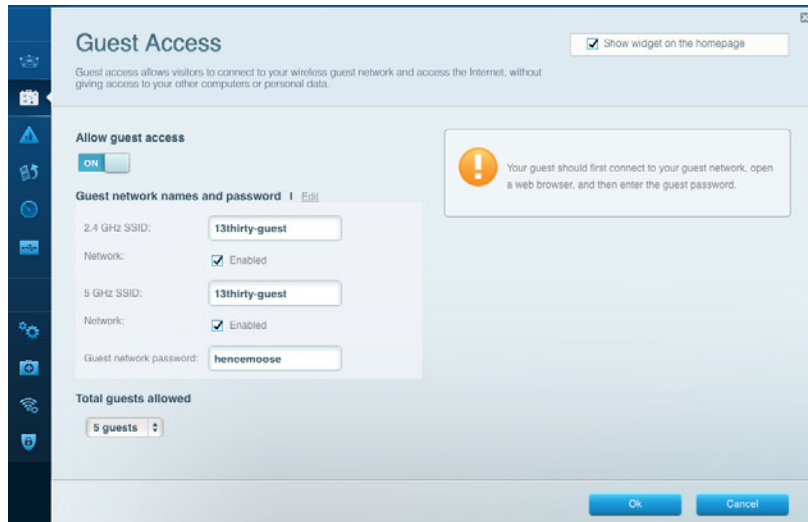 Guest Access
Show widget on the homepage
Guest access allows visitors to connect to your wireless guest network and access the Internet, without
giving access to your other computers or personal data.
Allow guest access
ON
Your guest should first connect to your guest network, open
a web browser, and then enter the guest password.
Guest network names and password | Edit
2.4 GHz SSID: 13thirty-guest
Network: Enabled
5 GHz SSID: 13thirty-guest
Network: Enabled
Guest network password: hencemoose
Total guests allowed
5 guests
Ok Cancel